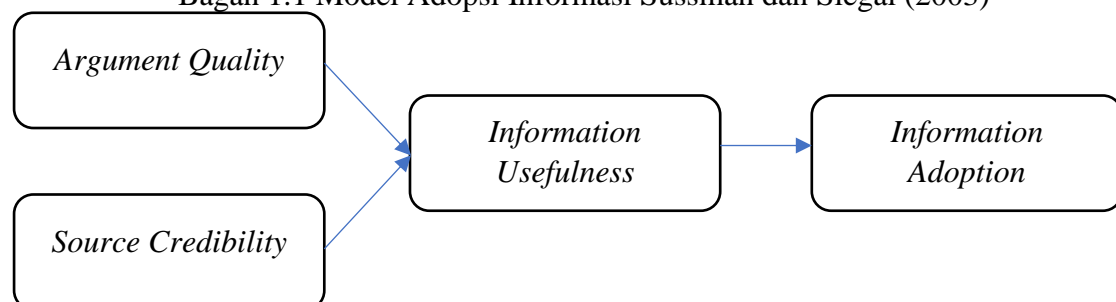 Bagan 1.1 Model Adopsi Informasi Sussman dan Siegal (2003)
Argument Quality
Information
Usefulness
Information
Adoption
Source Credibility